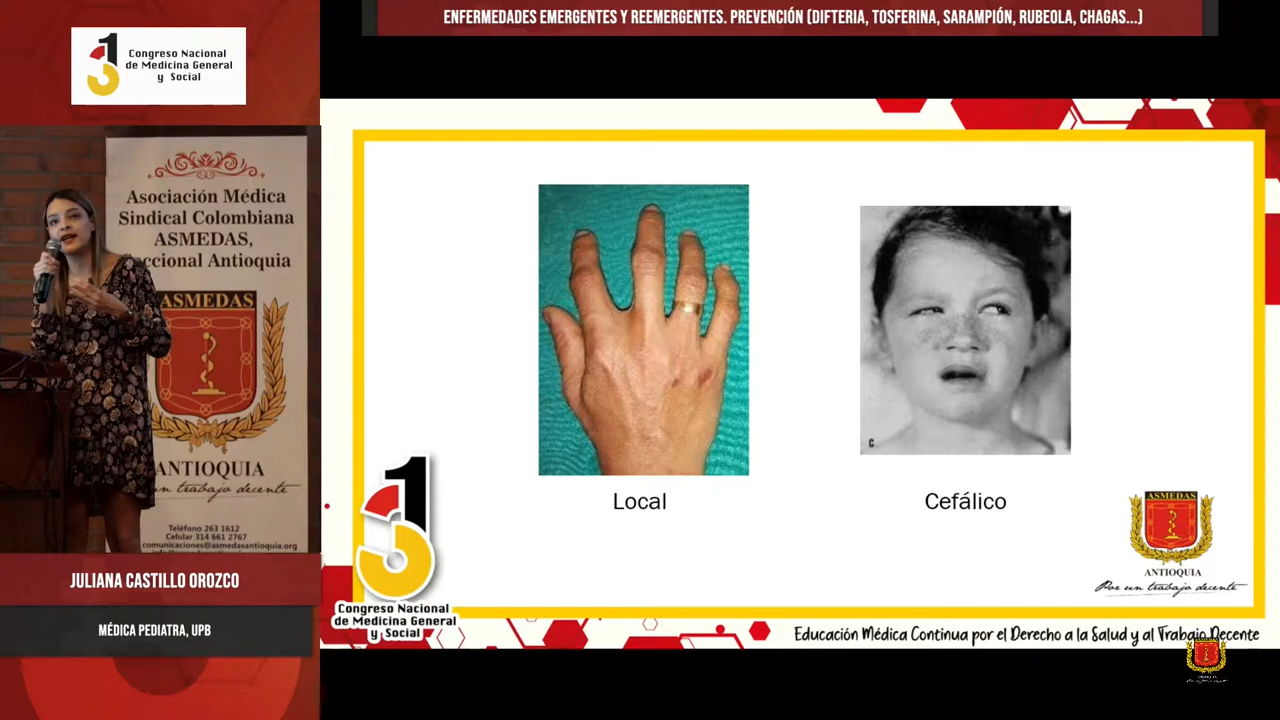 ENFERMEDADES EMERGENTES Y REEMERGENTES. PREVENCIÓN (DIFTERIA, TOSFERINA, SARAMPIÓN, RUBEOLA, CHAGAS...)
31
Congreso Nacional
de Medicina General
y Social
Asociación Médica
Sindical Colombiana
ASMEDAS,
ccional Antioquia
ASMEDAS
ANTIOQUIA
un trabajo decente
Teléfono 263 1612
Celular 314 661 2767
comunicaciones@asmedasantioquia.org
JULIANA CASTILLO OROZCO
MÉDICA PEDIATRA, UPB
C
Local
Cefálico
31
Congreso Nacional
de Medicina General
y Social
ASMEDAS
ANTIOQUIA
Por un trabajo decente
Educación Médica Continua por el Derecho a la Salud y al Trabajo Decente